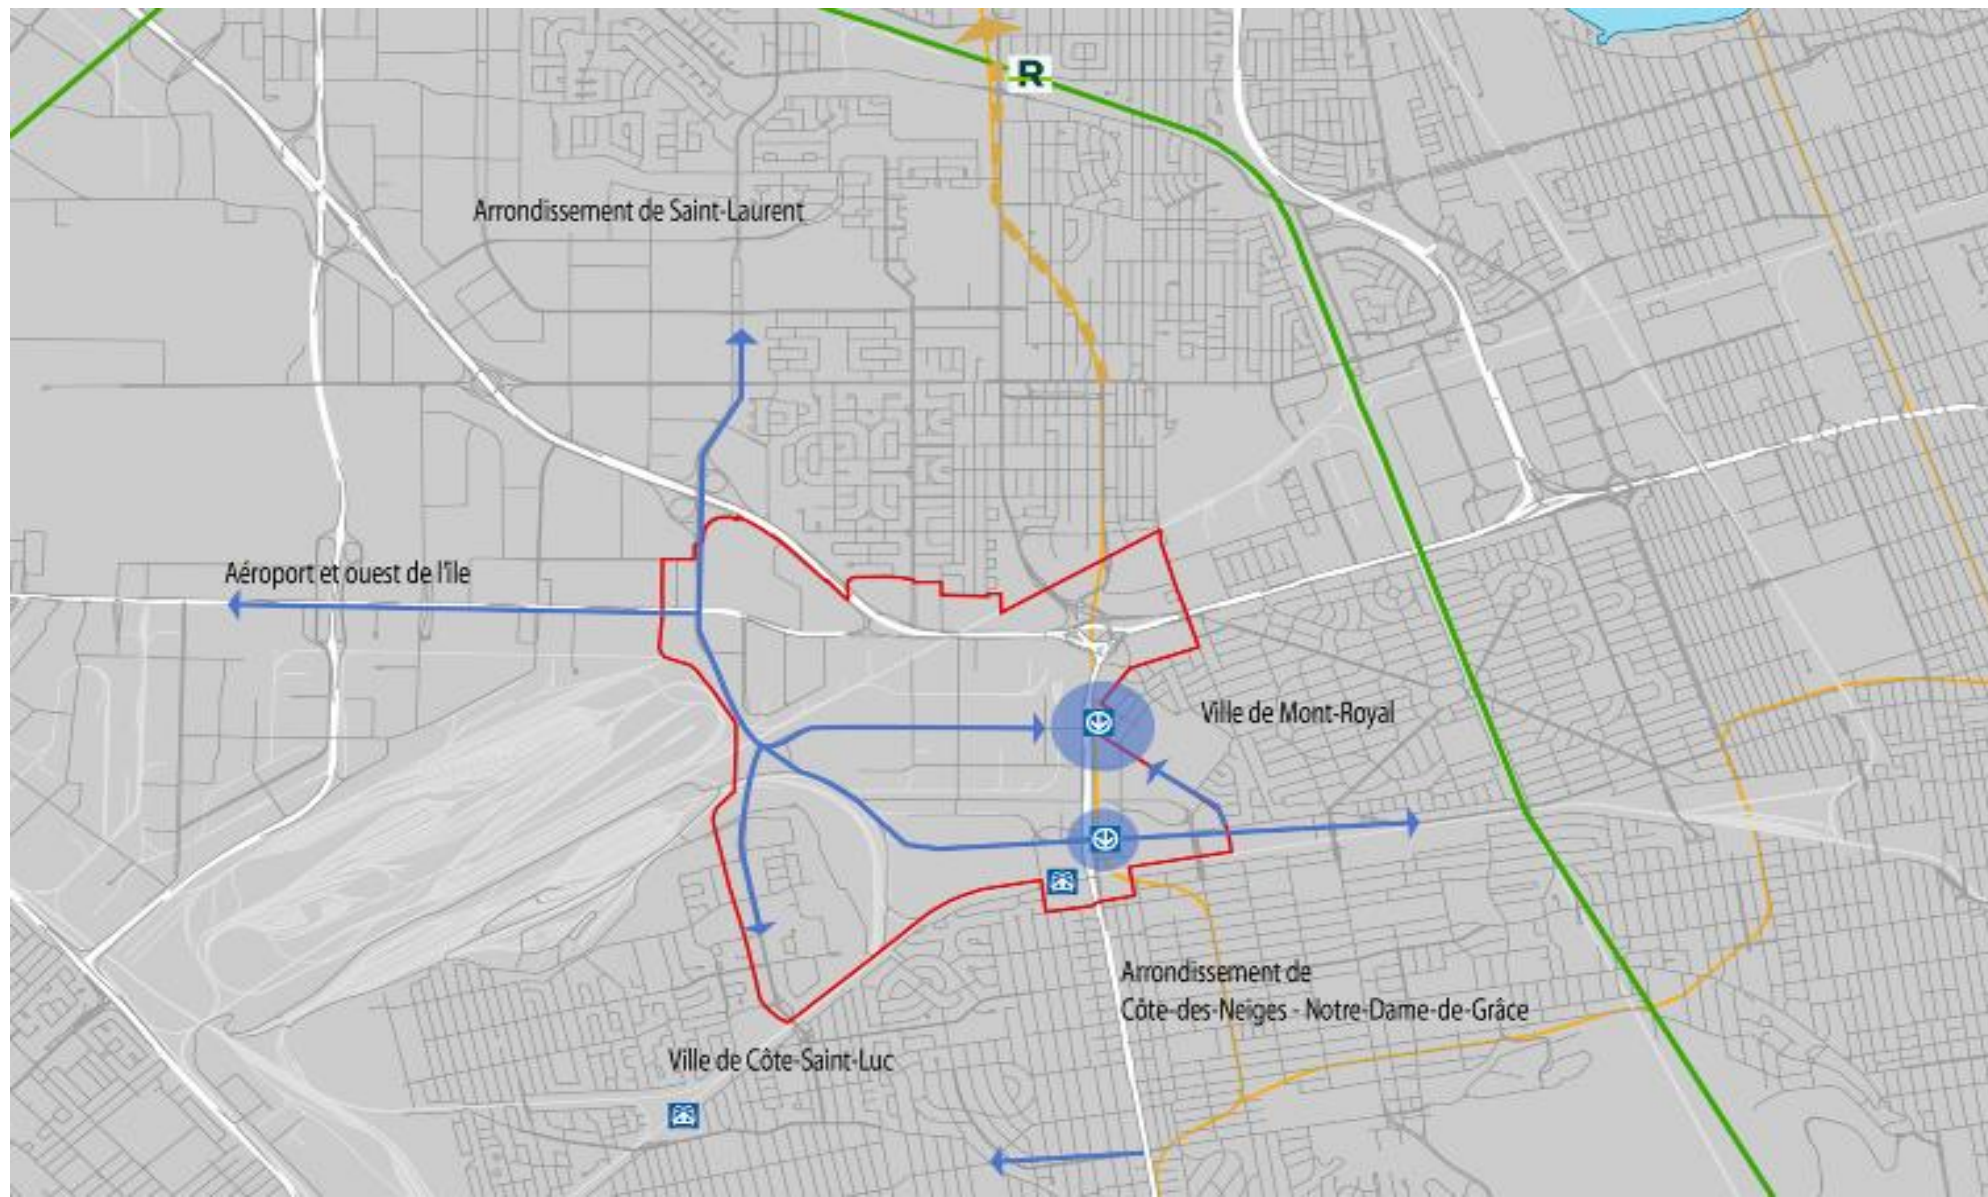 R
Arrondissement de Saint-Laurent
Aéroport et ouest de l'île
Ville de Mont-Royal
Arrondissement de
Côte-des-Neiges - Notre-Dame-de-Grâce
Ville de Côte-Saint-Luc